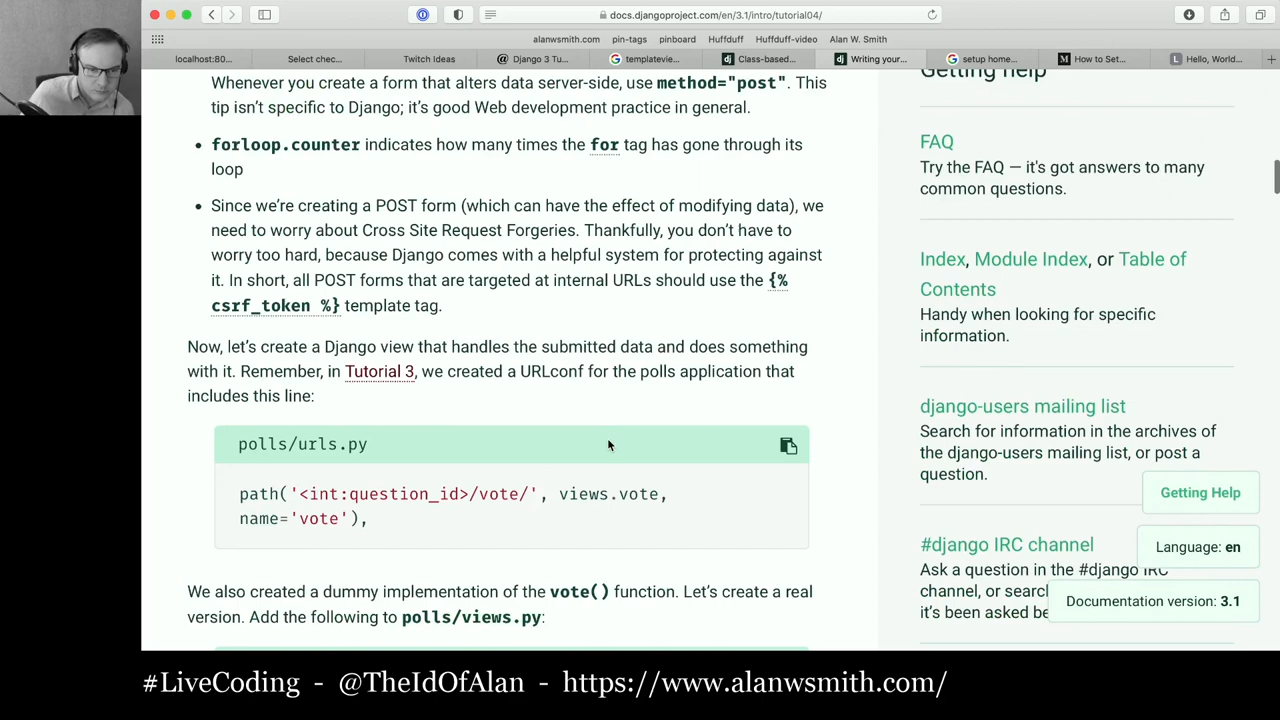 docs.djangoproject.com/en/3.1/intro/tutorial04/
alanwsmith.com pin-tags pinboard Huffduff Huffduff-video Alan W. Smith
localhost:80... Select chec... Twitch Ideas Django 3 Tu... templatevie... Class-based... Writing your... setup home... How to Set... Hello, World...
Whenever you create a form that alters data server-side, use method="post". This
tip isn't specific to Django; it's good Web development practice in general.
forloop.counter indicates how many times the for tag has gone through its
loop
Since we're creating a POST form (which can have the effect of modifying data), we
need to worry about Cross Site Request Forgeries. Thankfully, you don't have to
worry too hard, because Django comes with a helpful system for protecting against
it. In short, all POST forms that are targeted at internal URLs should use the {%
csrf_token %} template tag.
Now, let's create a Django view that handles the submitted data and does something
with it. Remember, in Tutorial 3, we created a URLconf for the polls application that
includes this line:
polls/urls.py
path('<int:question_id>/vote/', views.vote,
name='vote'),
We also created a dummy implementation of the vote() function. Let's create a real
version. Add the following to polls/views.py:
Getting help
FAQ
Try the FAQ — it's got answers to many
common questions.
Index, Module Index, or Table of
Contents
Handy when looking for specific
information.
django-users mailing list
Search for information in the archives of
the django-users mailing list, or post a
question.
Getting Help
#django IRC channel
Language: en
Ask a question in the #django IRC
channel, or search
it's been asked be
Documentation version: 3.1
#LiveCoding - @TheIdOfAlan - https://www.alanwsmith.com/